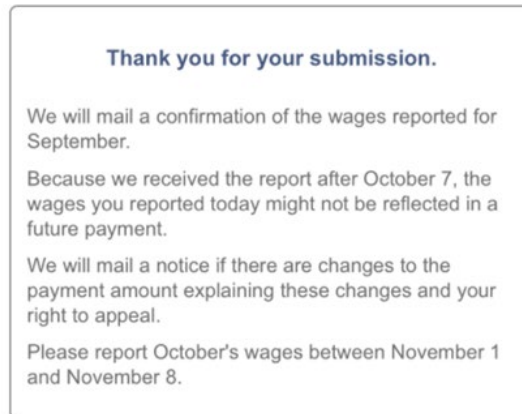 Thank you for your submission.
We will mail a confirmation of the wages reported for
September.
Because we received the report after October 7, the
wages you reported today might not be reflected in a
future payment.
We will mail a notice if there are changes to the
payment amount explaining these changes and your
right to appeal.
Please report October's wages between November 1
and November 8.